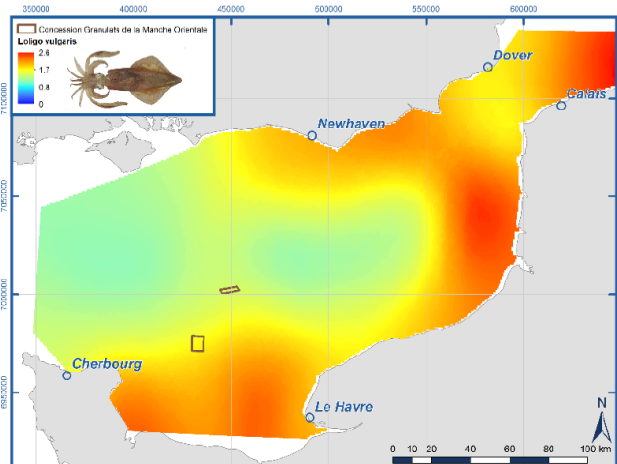 350000 400000 450000 500000 550000 600000
Concession Granulats de la Manche Orientale
Loligo vulgaris
2.6
1.7
0.8
0
7100000
7050000
7000000
6950000
Dover
Calais
Newhaven
Cherbourg
Le Havre
N
0 10 20 40 60 80 100 km